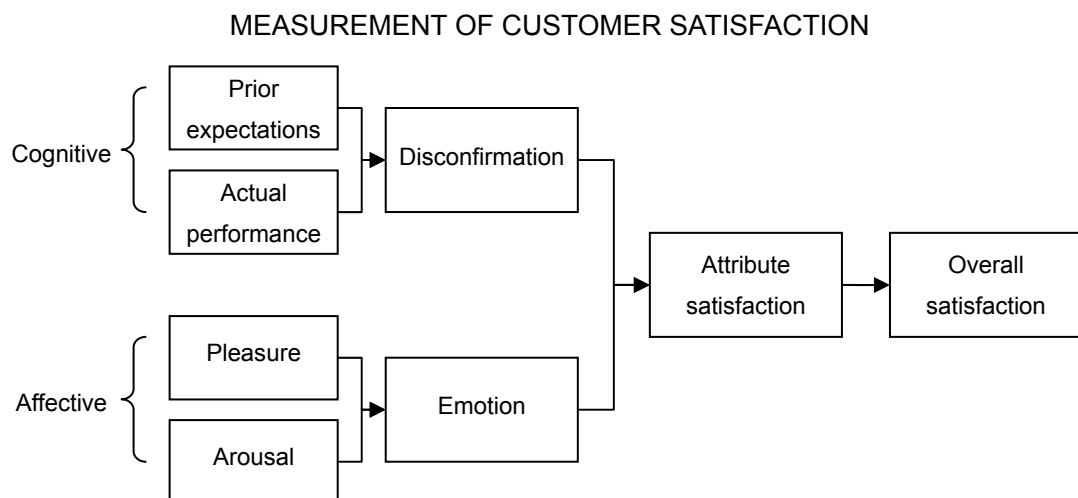 MEASUREMENT OF CUSTOMER SATISFACTION
Cognitive
Prior
expectations
Actual
performance
Disconfirmation
Affective
Pleasure
Arousal
Emotion
Attribute
satisfaction
Overall
satisfaction